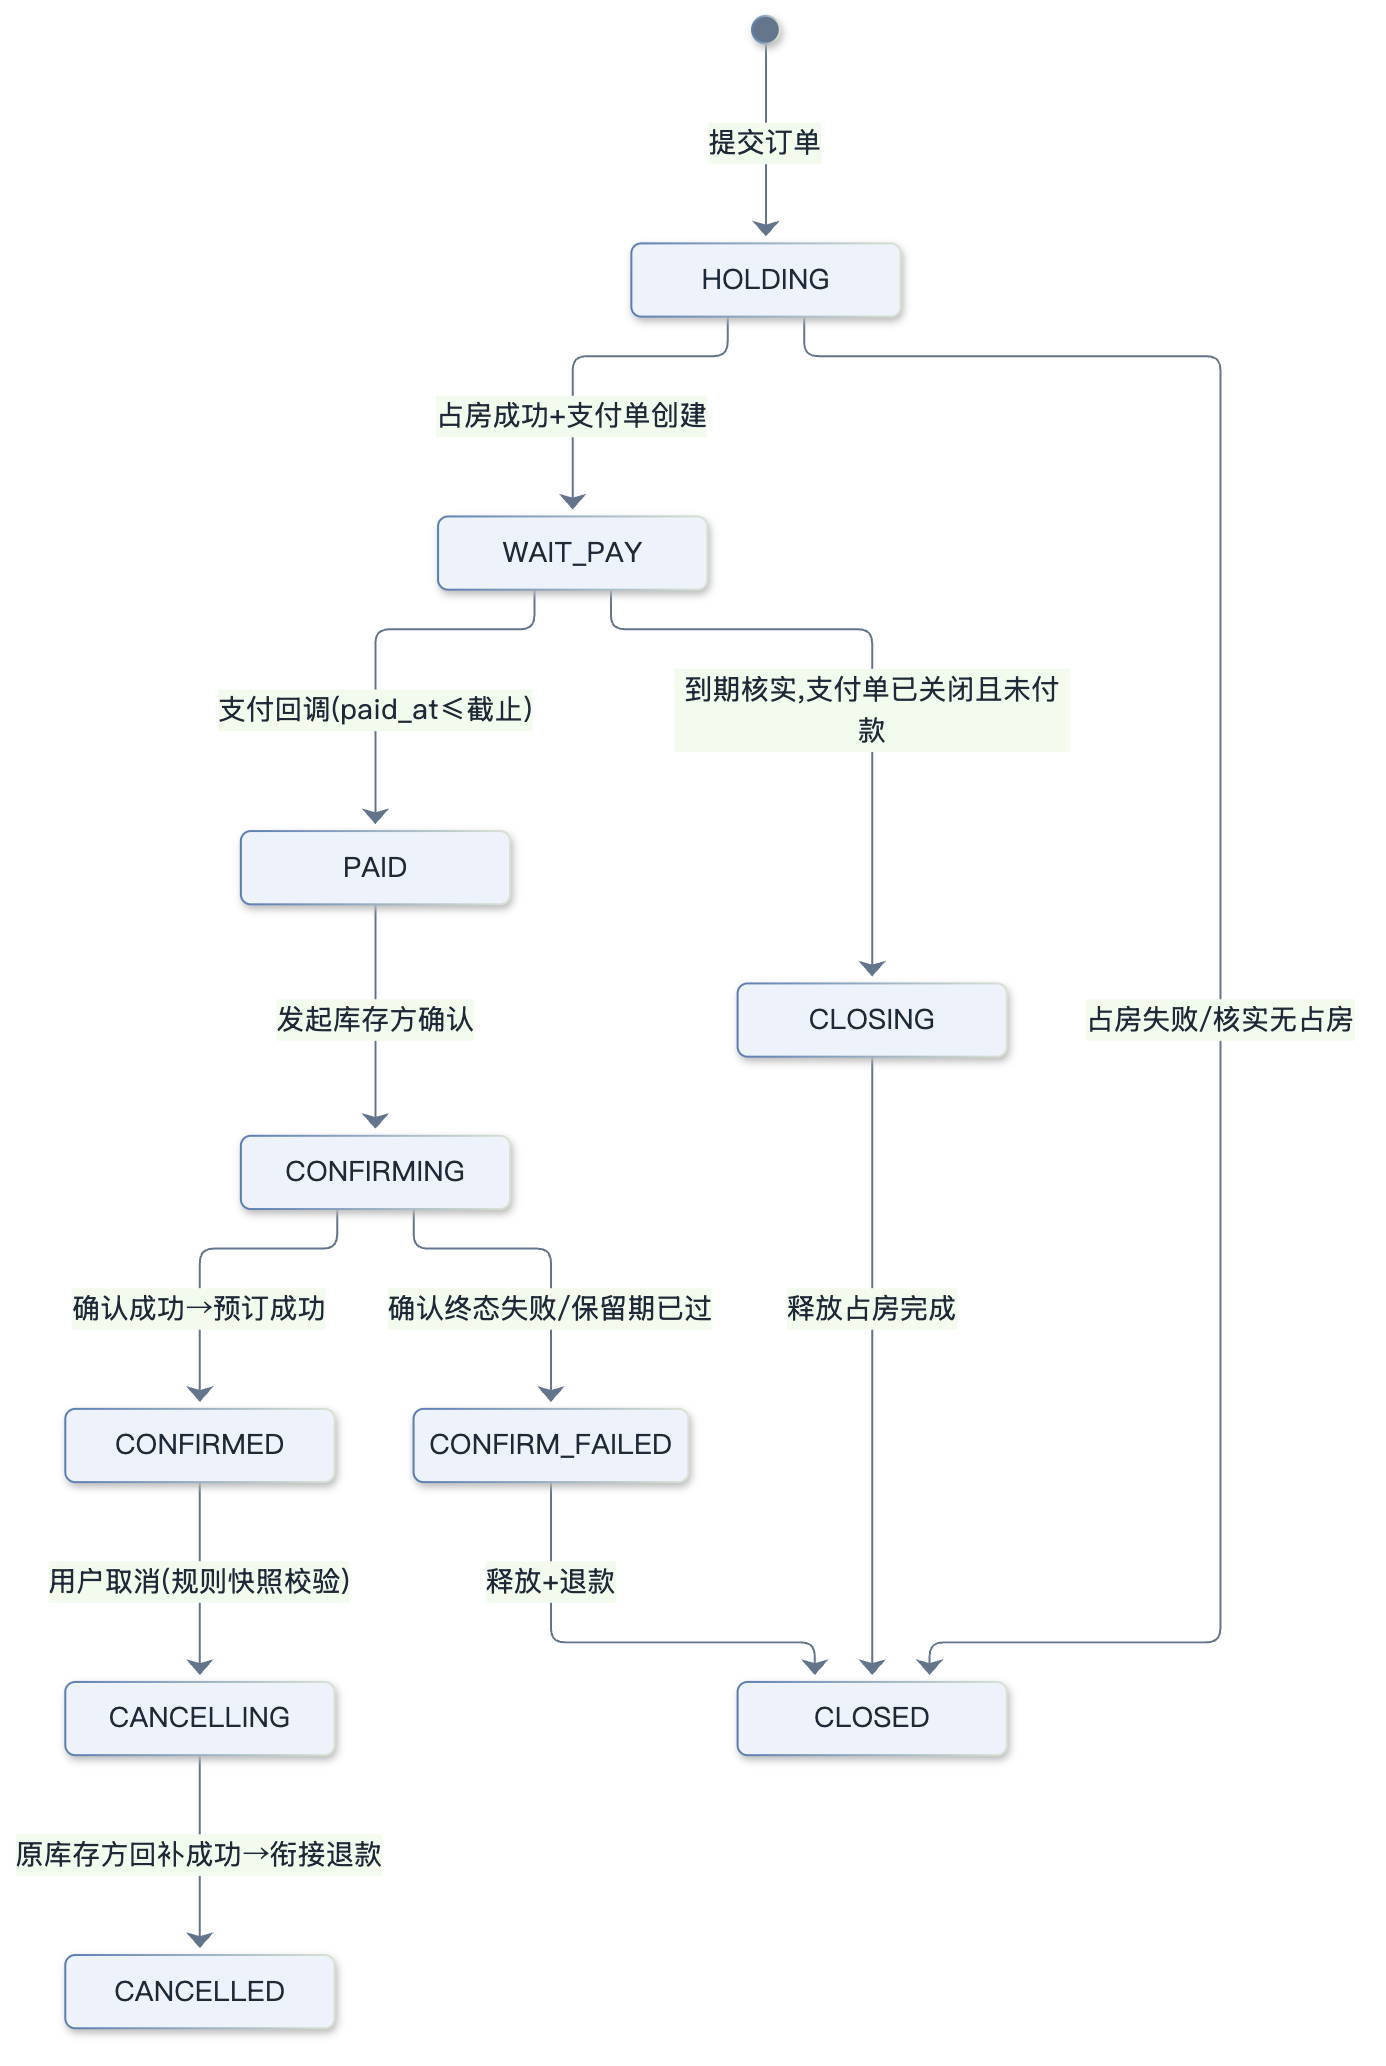 提交订单
HOLDING
占房成功+支付单创建
WAIT_PAY
支付回调(paid_at≤截止)
到期核实,支付单已关闭且未付
款
PAID
发起库存方确认
CLOSING
占房失败/核实无占房
CONFIRMING
确认成功→预订成功
确认终态失败/保留期已过
释放占房完成
CONFIRMED
CONFIRM_FAILED
用户取消(规则快照校验)
释放+退款
CANCELLING
CLOSED
原库存方回补成功→衔接退款
CANCELLED